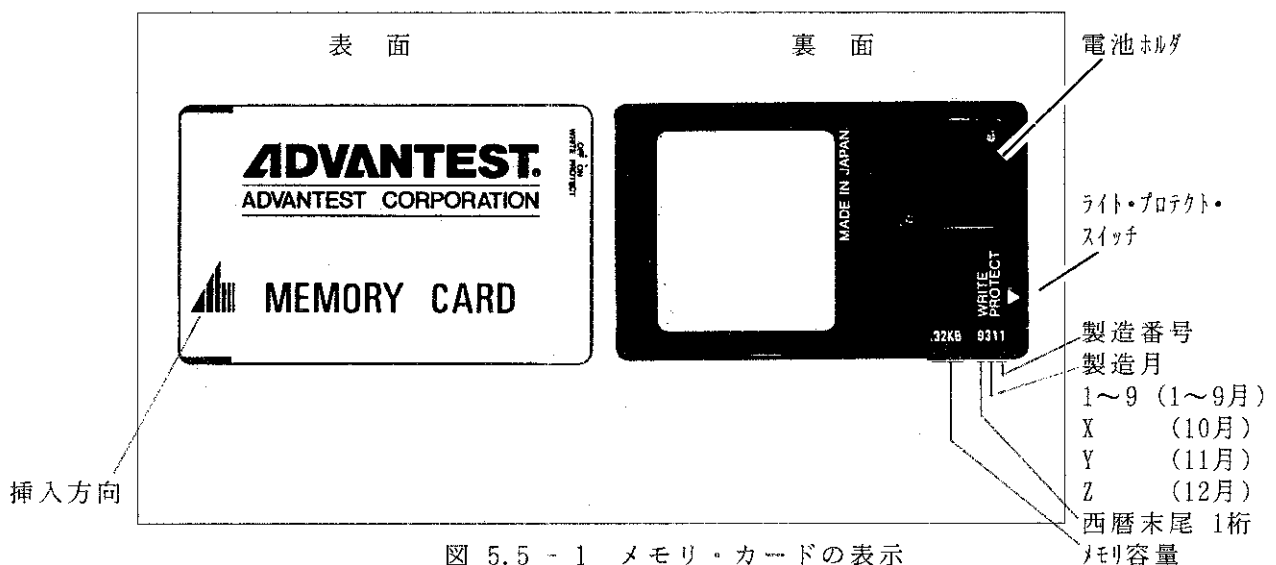 表 面
裏 面
電池ホルダ
ADVANTEST.
ADVANTEST CORPORATION
OFF ON
WRITE PROTECT
MEMORY CARD
MADE IN JAPAN
WRITE
PROTECT
32KB 9311
ライト・プロテクト・
スイッチ
製造番号
製造月
1～9 (1～9月)
X (10月)
Y (11月)
Z (12月)
西暦末尾 1桁
メモリ容量
挿入方向
図 5.5 - 1 メモリ・カードの表示